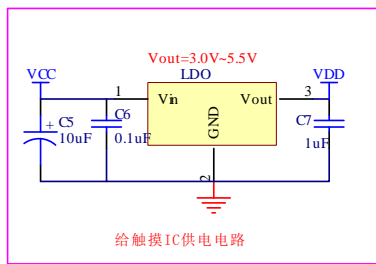 Vout=3.0V~5.5V
VCC
LDO
VDD
1
Vin
Vout
3
+
C5
10uF
C6
0.1uF
GND
2
C7
1uF
给触摸IC供电电路